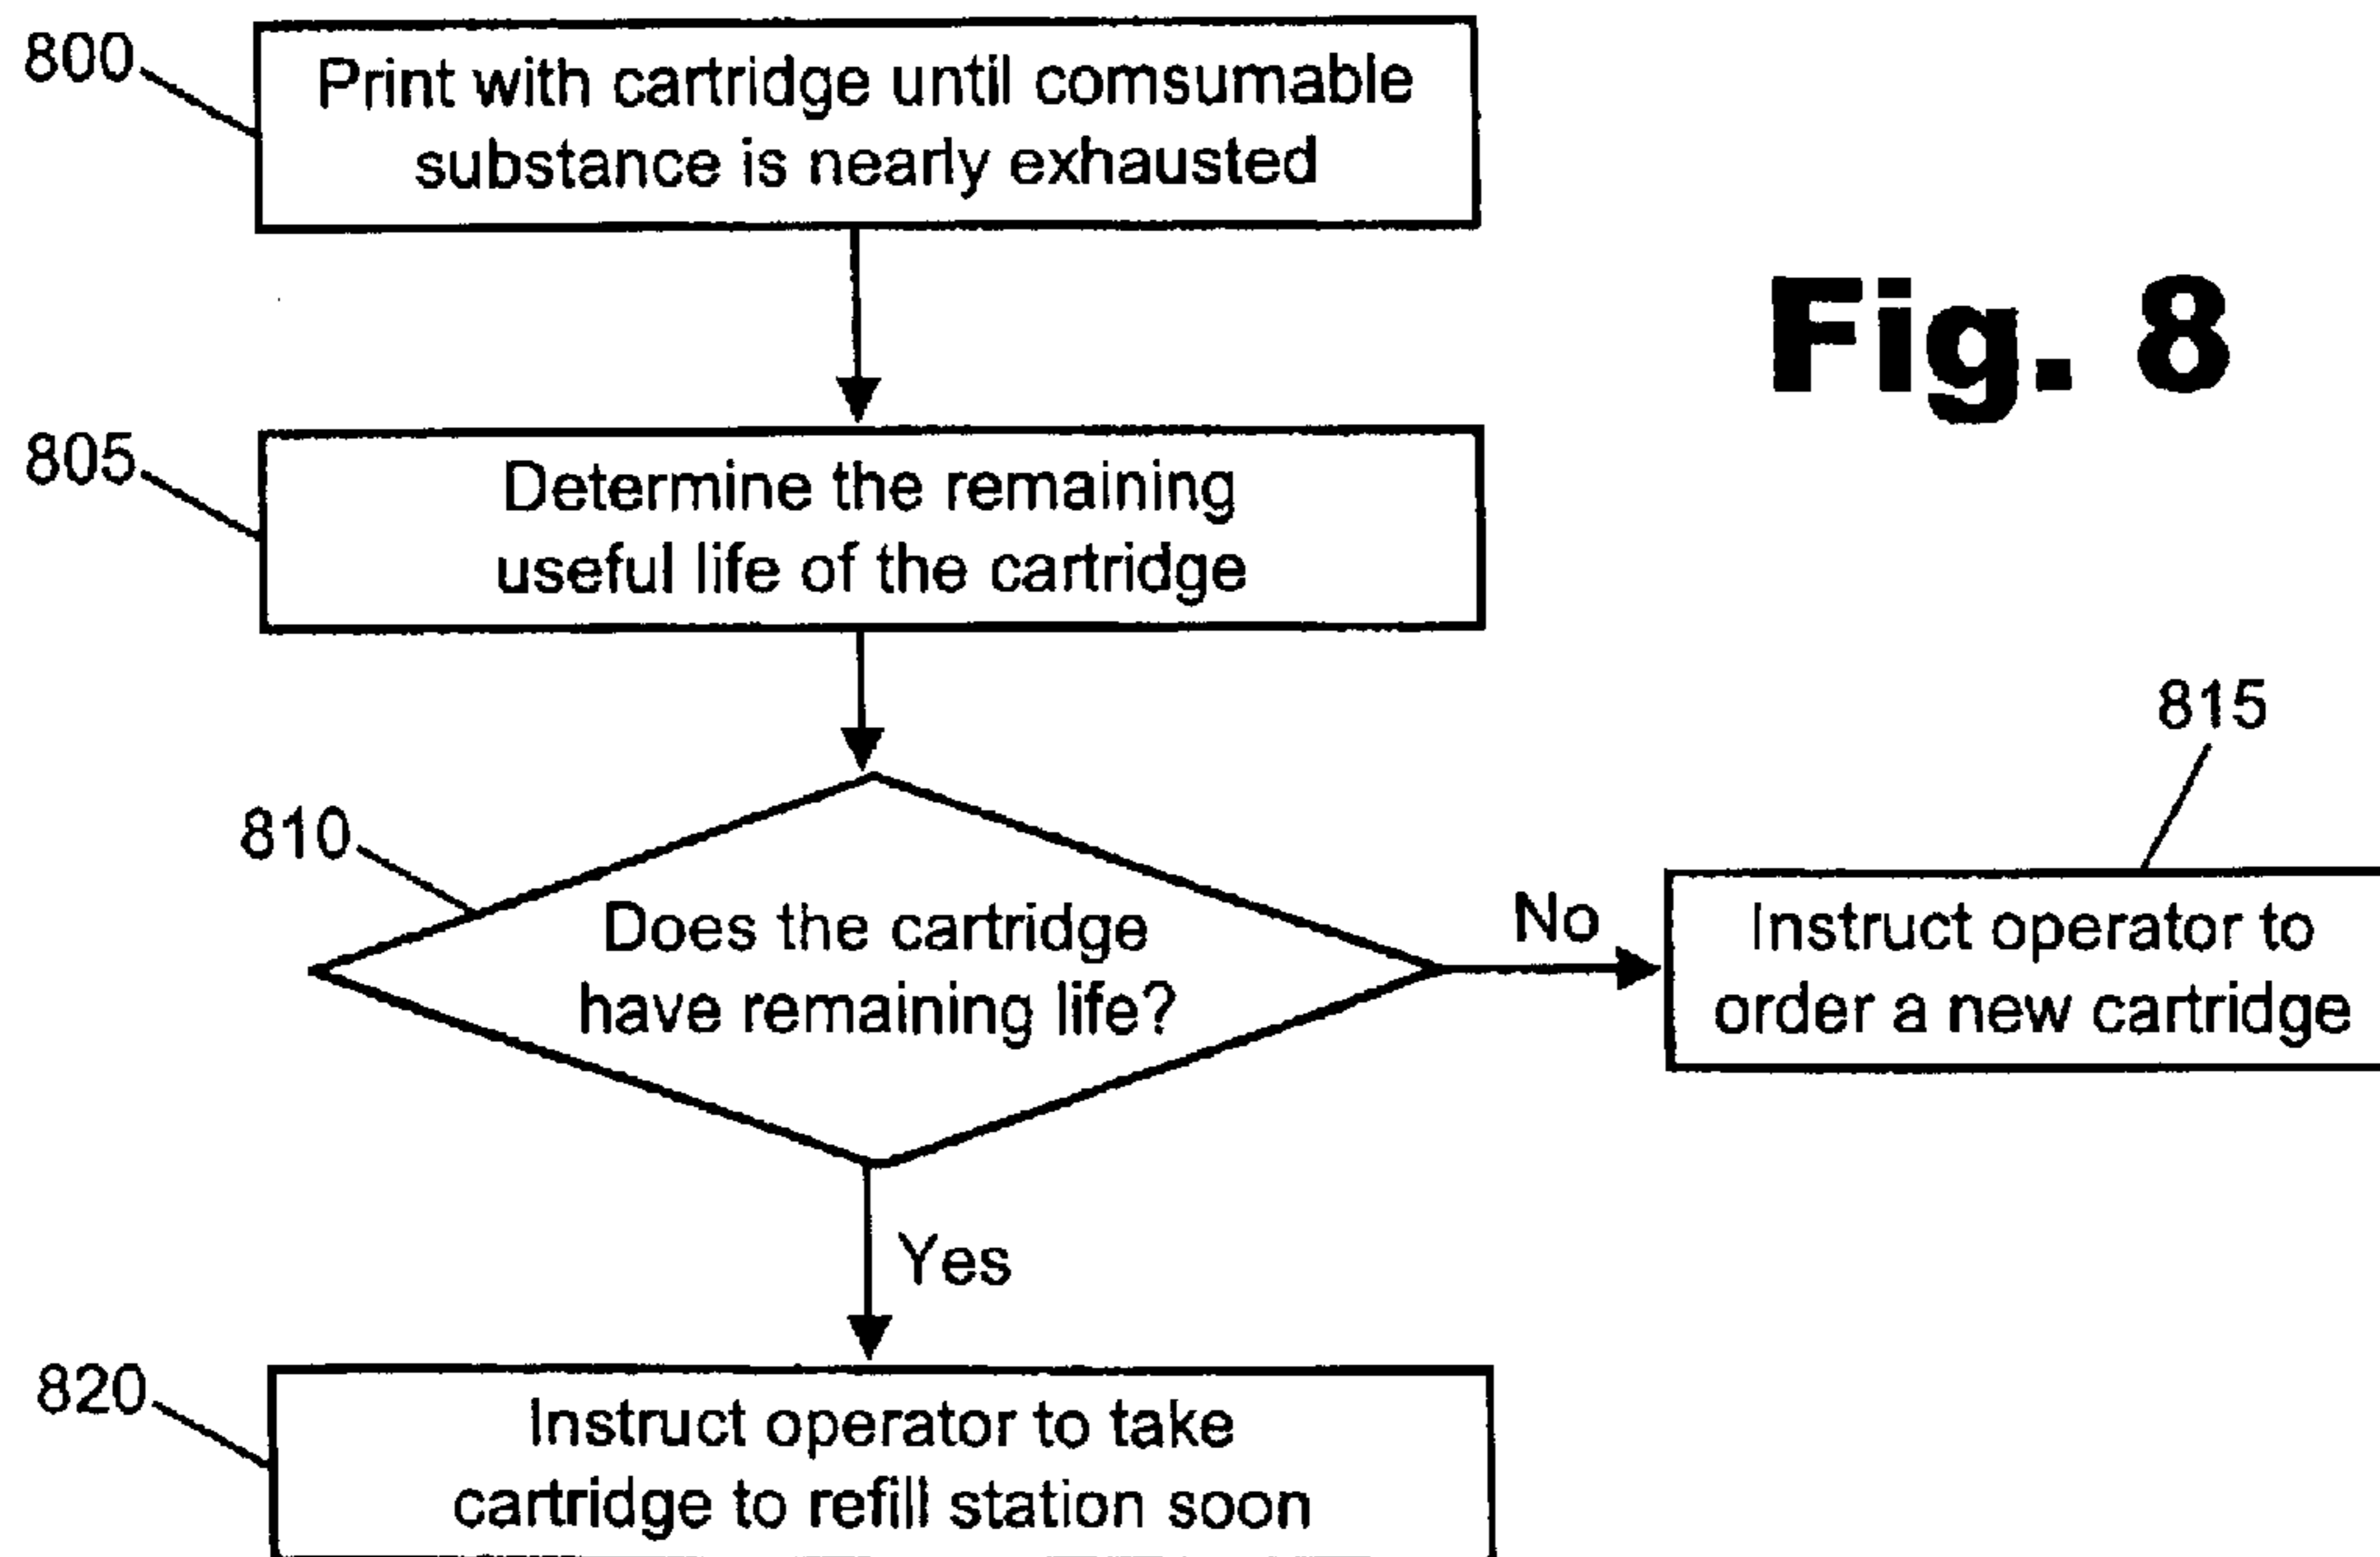 800
Print with cartridge until comsumable
substance is nearly exhausted
Fig. 8
805
Determine the remaining
useful life of the cartridge
810
Does the cartridge
have remaining life?
No
815
Instruct operator to
order a new cartridge
Yes
820
Instruct operator to take
cartridge to refill station soon